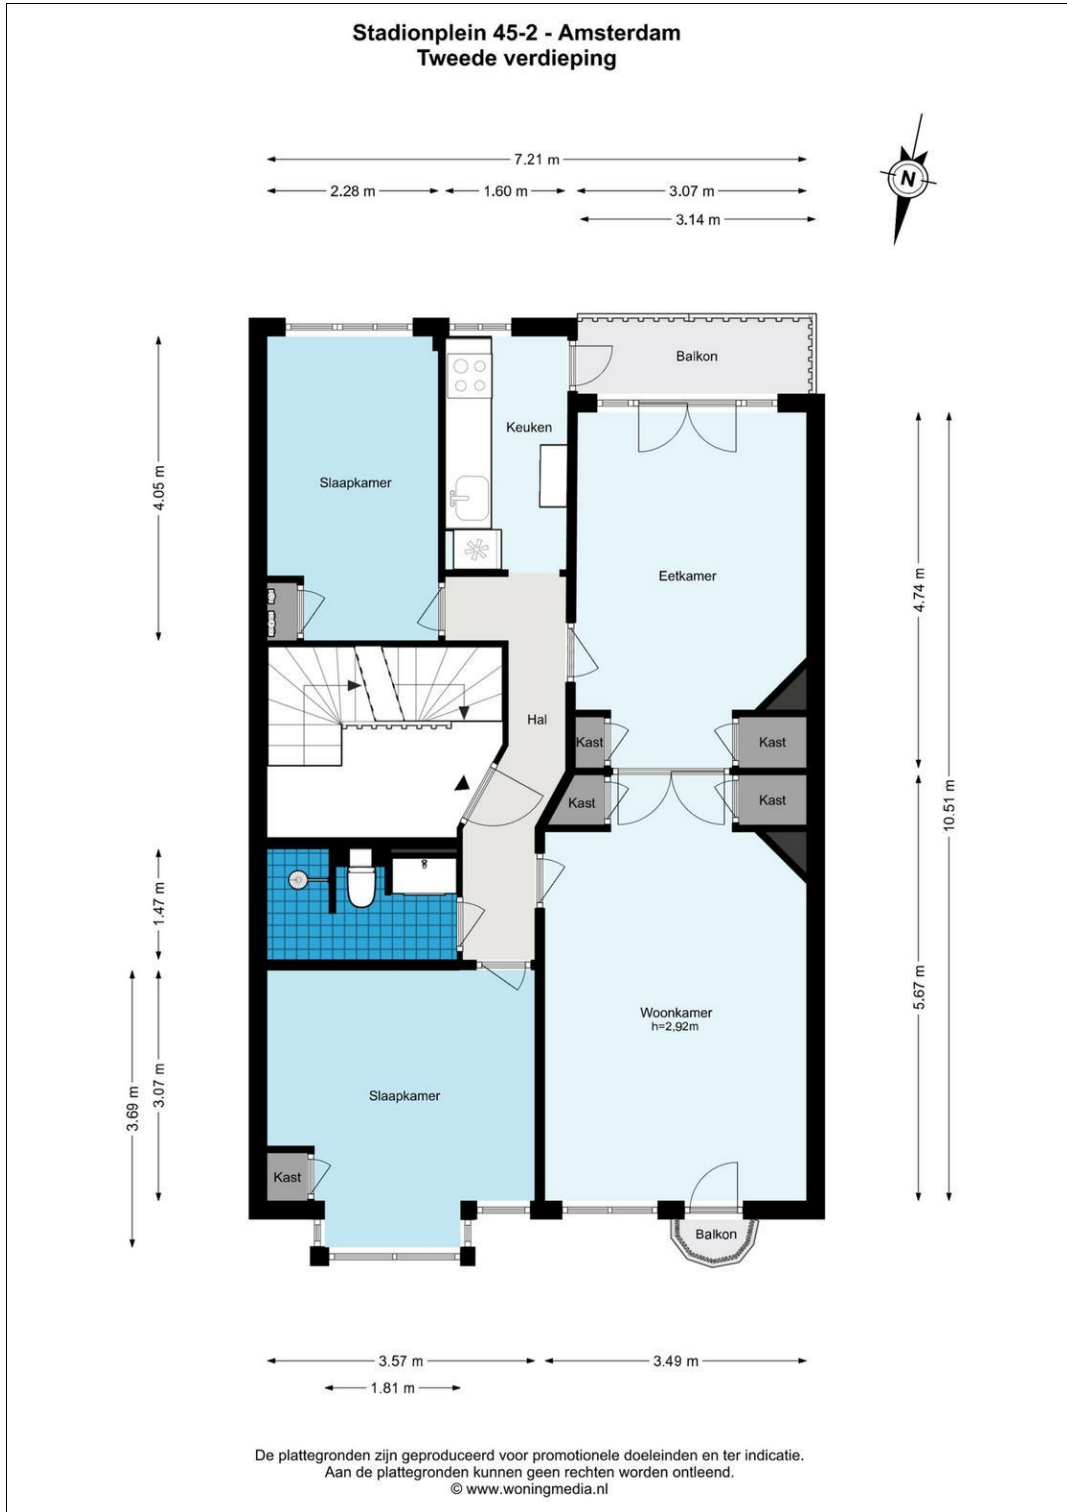 Stadionplein 45-2 - Amsterdam
Tweede verdieping
N
7.21 m
2.28 m
1.60 m
3.07 m
3.14 m
Balkon
Keuken
Slaapkamer
4.05 m
Eetkamer
4.74 m
Hal
Kast
Kast
Kast
Kast
10.51 m
1.47 m
5.67 m
Woonkamer
h=2,92m
3.07 m
3.69 m
Slaapkamer
Kast
Balkon
3.57 m
3.49 m
1.81 m
De plattegronden zijn geproduceerd voor promotionele doeleinden en ter indicatie.
Aan de plattegronden kunnen geen rechten worden ontleend.
© www.woningmedia.nl